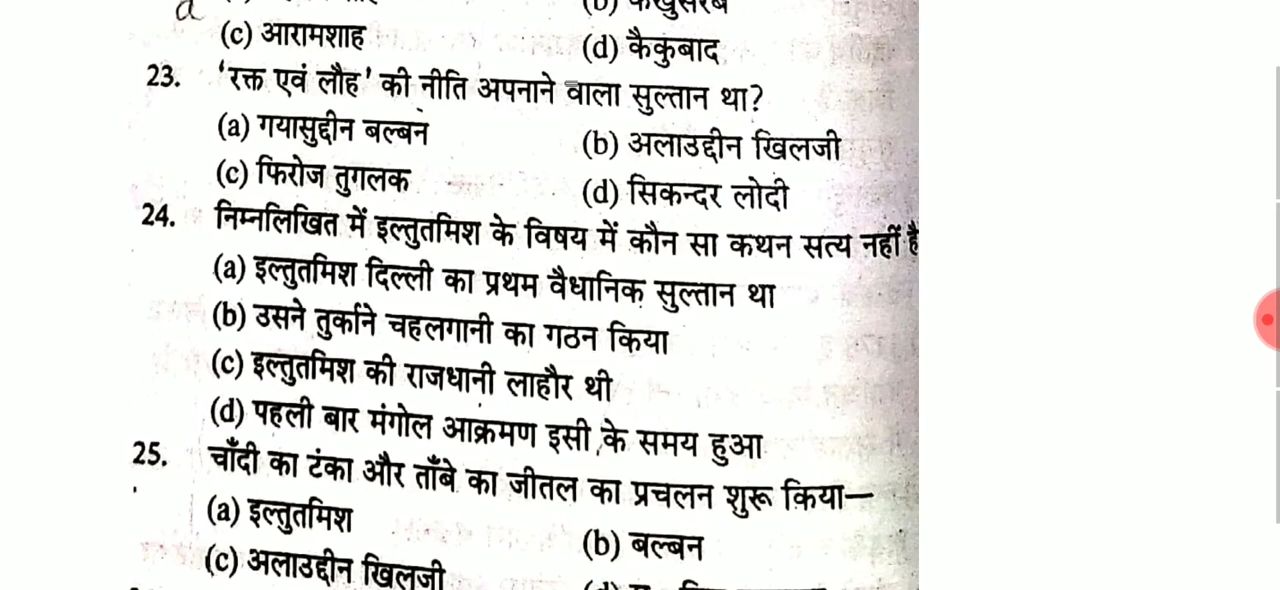 (c) आरामशाह
(d) कैकुबाद
23. 'रक्त एवं लौह' की नीति अपनाने वाला सुल्तान था?
(a) गयासुद्दीन बल्बन
(b) अलाउद्दीन खिलजी
(c) फिरोज तुगलक
(d) सिकन्दर लोदी
24. निम्नलिखित में इल्तुतमिश के विषय में कौन सा कथन सत्य नहीं है
(a) इल्तुतमिश दिल्ली का प्रथम वैधानिक सुल्तान था
(b) उसने तुर्काने चहलगानी का गठन किया
(c) इल्तुतमिश की राजधानी लाहौर थी
(d) पहली बार मंगोल आक्रमण इसी के समय हुआ
25. चाँदी का टंका और ताँबे का जीतल का प्रचलन शुरू किया—
(a) इल्तुतमिश
(b) बल्बन
(c) अलाउद्दीन खिलजी